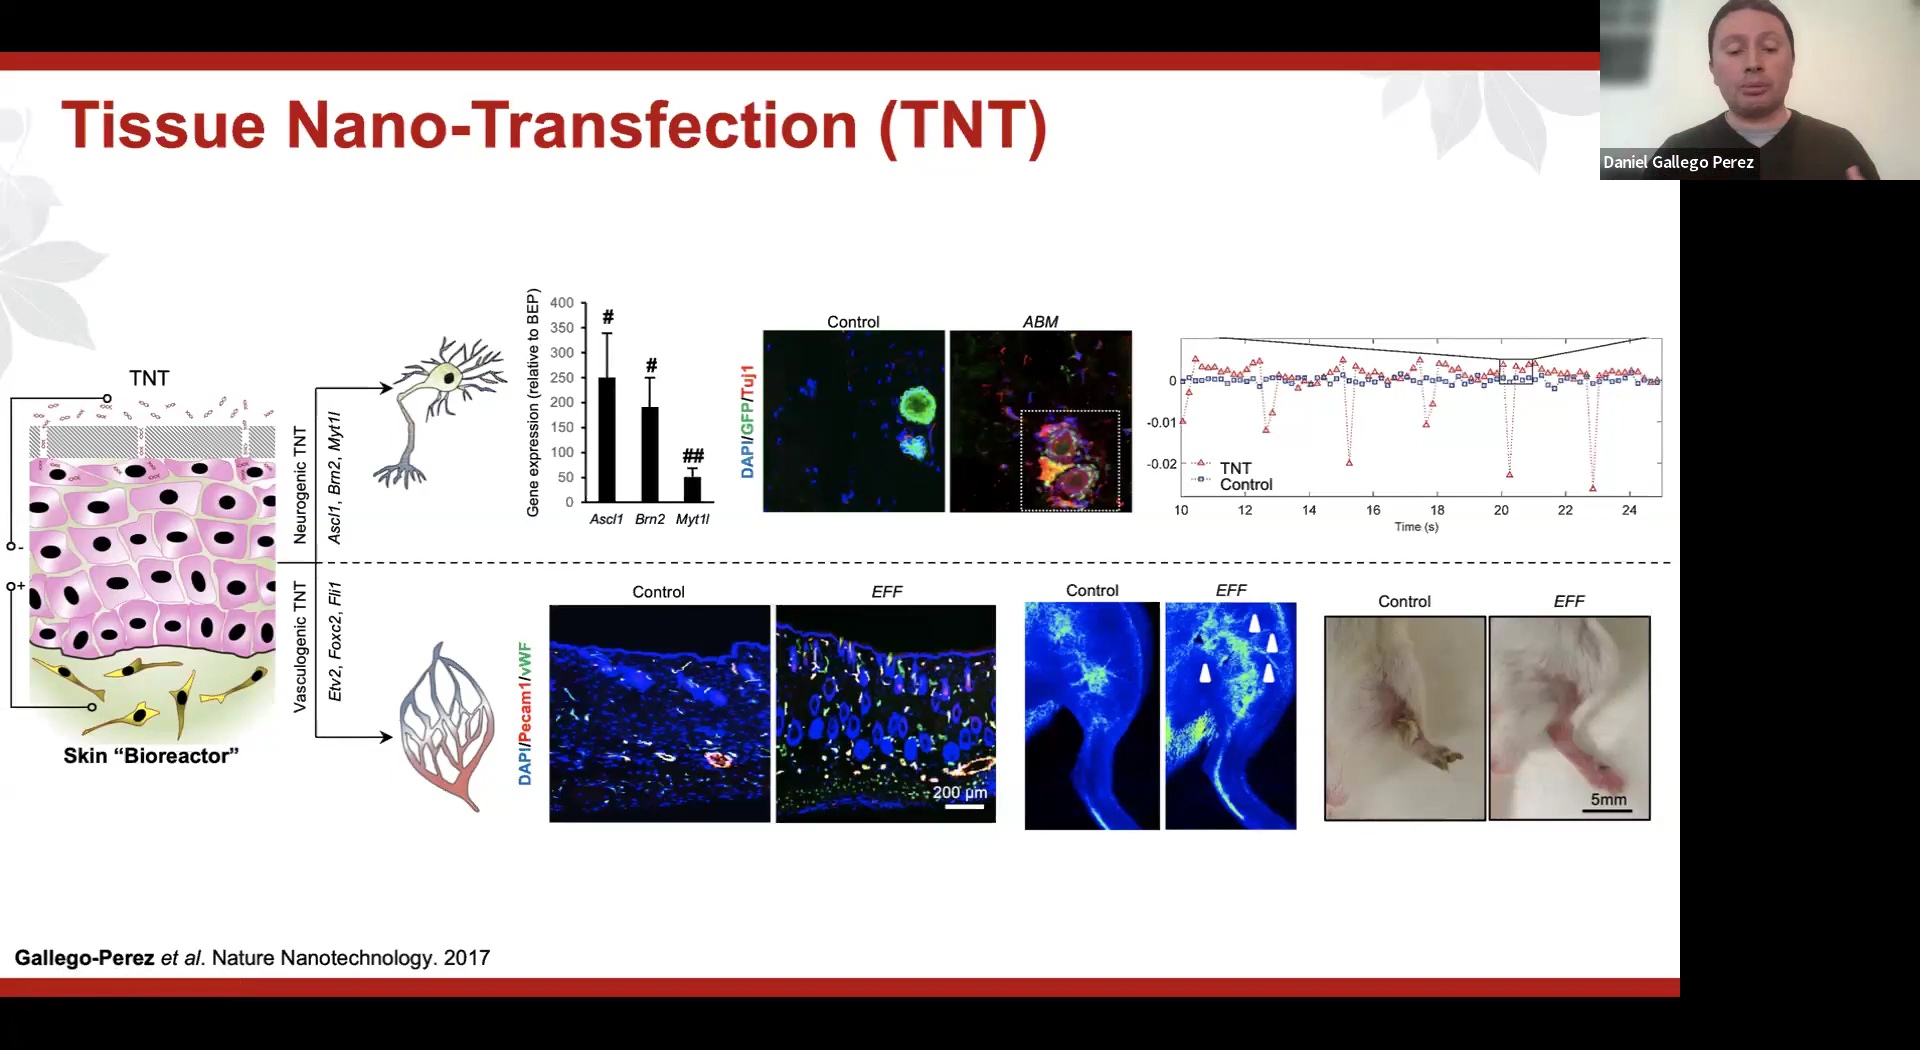 Tissue Nano-Transfection (TNT)
Daniel Gallego Perez
TNT
-
+
Skin “Bioreactor”
Neurogenic TNT
Ascl1, Brn2, Myt1l
Vasculogenic TNT
Etv2, Foxc2, Fli1
Gene expression (relative to BEP)
400
350
300
250
200
150
100
50
0
#
#
##
Ascl1 Brn2 Myt1l
DAPI/GFP/Tuj1
Control
ABM
0
-0.01
-0.02
TNT
Control
10 12 14 16 18 20 22 24
Time (s)
DAPI/Pecam1/vWF
Control
EFF
200 µm
Control
EFF
Control
EFF
5mm
Gallego-Perez et al. Nature Nanotechnology. 2017